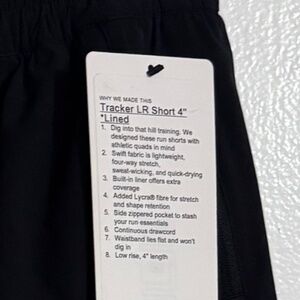 WHY WE MADE THIS
Tracker LR Short 4"
*Lined
1. Dig into that hill training. We
designed these run shorts with
athletic quads in mind
2. Swift fabric is lightweight,
four-way stretch,
sweat-wicking, and quick-drying
3. Built-in liner offers extra
coverage
4. Added Lycra® fibre for stretch
and shape retention
5. Side zippered pocket to stash
your run essentials
6. Continuous drawcord
7. Waistband lies flat and won't
dig in
8. Low rise, 4" length